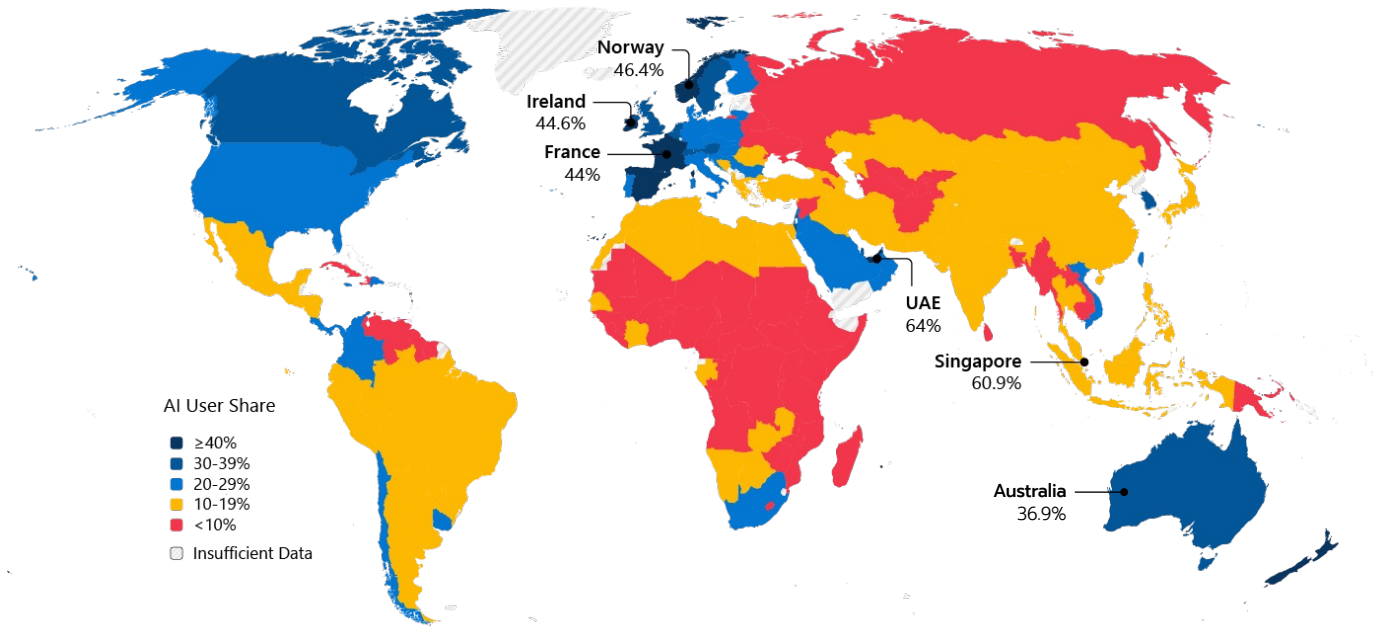 Norway
46.4%
Ireland
44.6%
France
44%
UAE
64%
Singapore
60.9%
AI User Share
≥40%
30-39%
20-29%
10-19%
<10%
Insufficient Data
Australia
36.9%